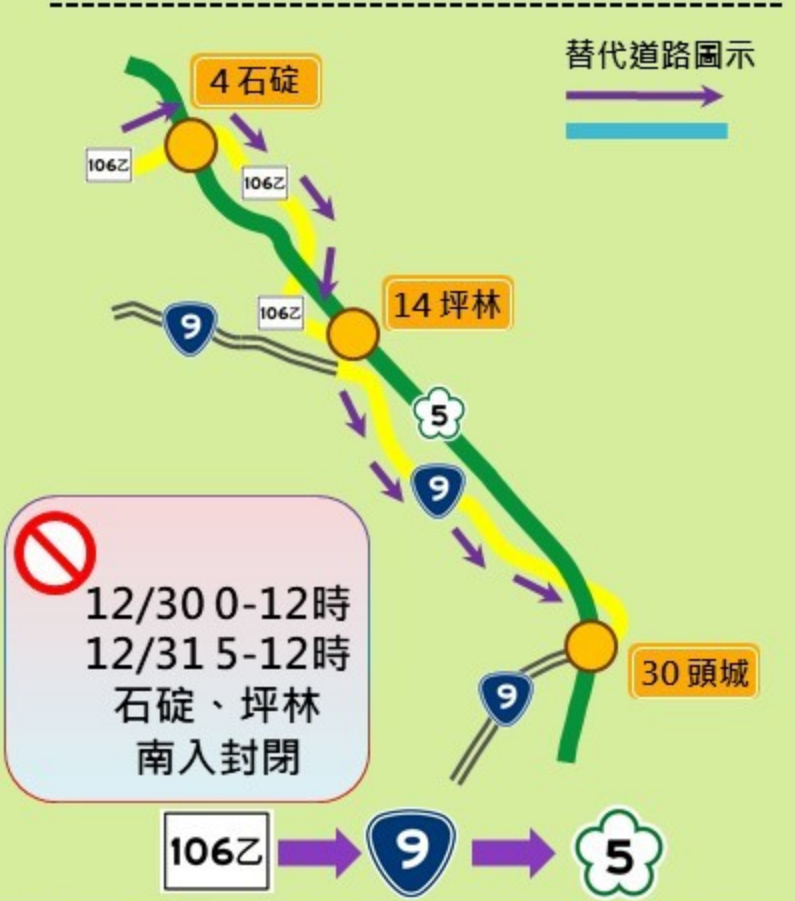 替代道路圖示
4 石碇
106乙
106乙
106乙
14 坪林
9
5
9
12/30 0-12時
12/31 5-12時
石碇、坪林
南入封閉
30 頭城
9
106乙
9
5